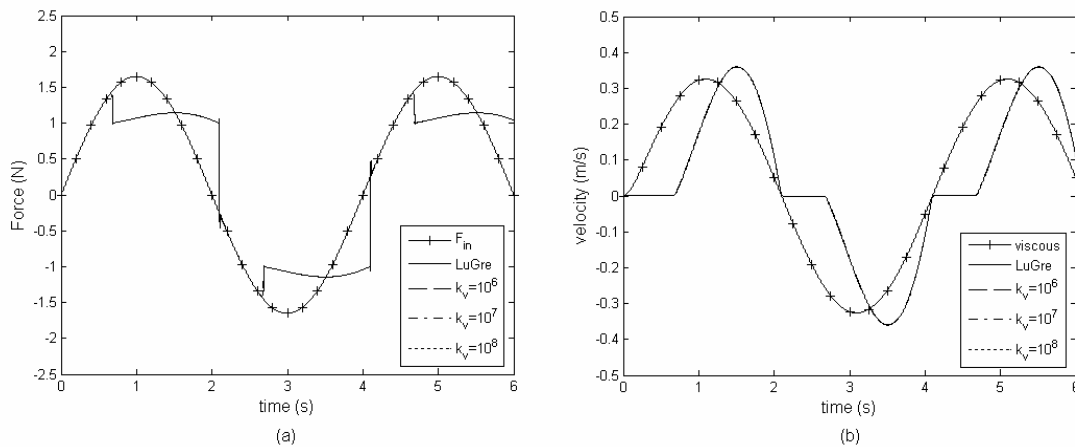 2.5
2
1.5
1
0.5
0
-0.5
-1
-1.5
-2
-2.5
Force (N)
0 1 2 3 4 5 6
time (s)
F_in
LuGre
k_v=10^6
k_v=10^7
k_v=10^8
(a)
0.5
0.4
0.3
0.2
0.1
0
-0.1
-0.2
-0.3
-0.4
-0.5
velocity (m/s)
0 1 2 3 4 5 6
time (s)
viscous
LuGre
k_v=10^6
k_v=10^7
k_v=10^8
(b)